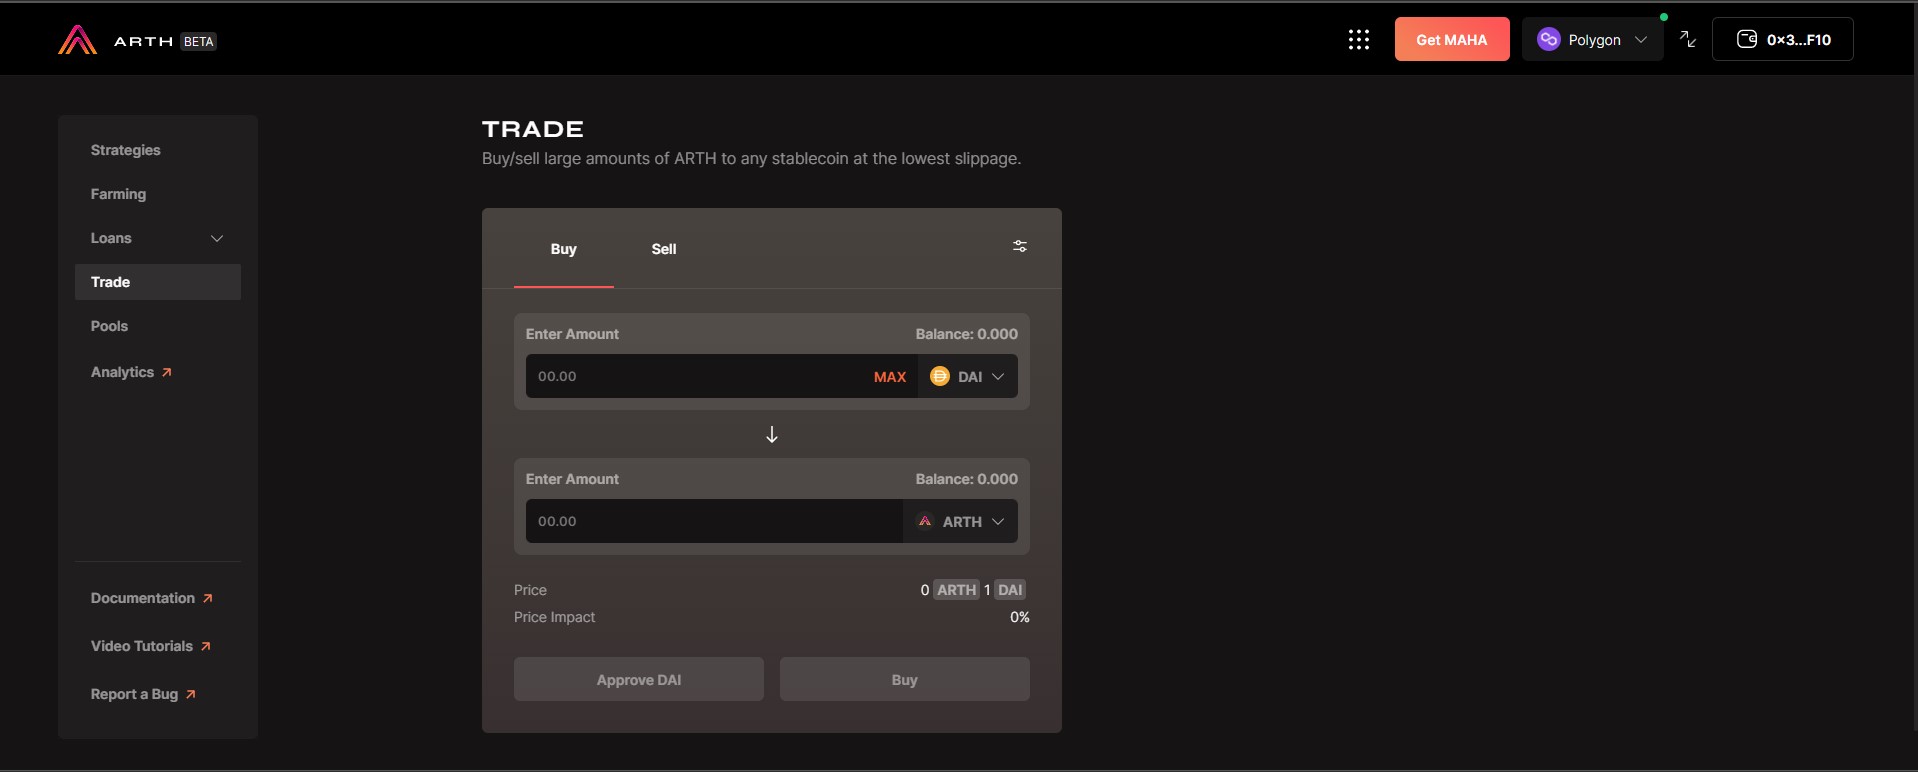 ARTH BETA
Get MAHA
Polygon
0×3...F10
Strategies
Farming
Loans
Trade
Pools
Analytics
Documentation
Video Tutorials
Report a Bug
TRADE
Buy/sell large amounts of ARTH to any stablecoin at the lowest slippage.
Buy Sell
Enter Amount Balance: 0.000
00.00 MAX DAI
Enter Amount Balance: 0.000
00.00 ARTH
Price 0 ARTH 1 DAI
Price Impact 0%
Approve DAI Buy